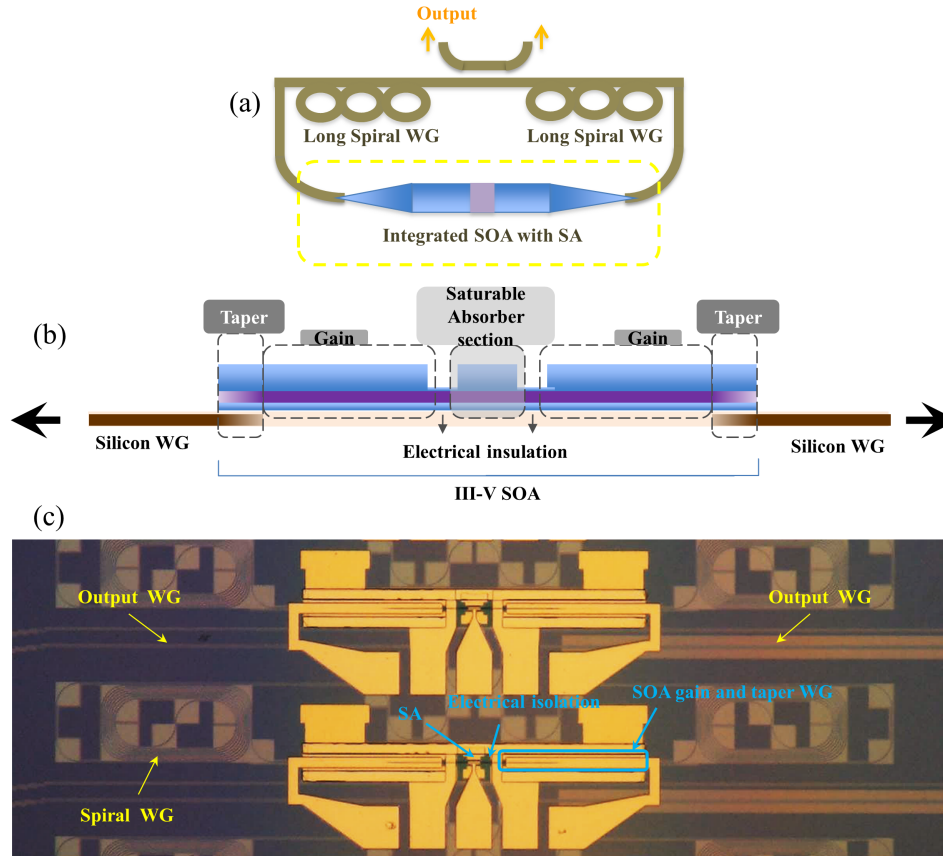 Output
(a)
Long Spiral WG
Long Spiral WG
Integrated SOA with SA
(b)
Taper
Gain
Saturable
Absorber
section
Gain
Taper
Silicon WG
Electrical insulation
Silicon WG
III-V SOA
(c)
Output WG
Output WG
SOA gain and taper WG
Electrical isolation
SA
Spiral WG